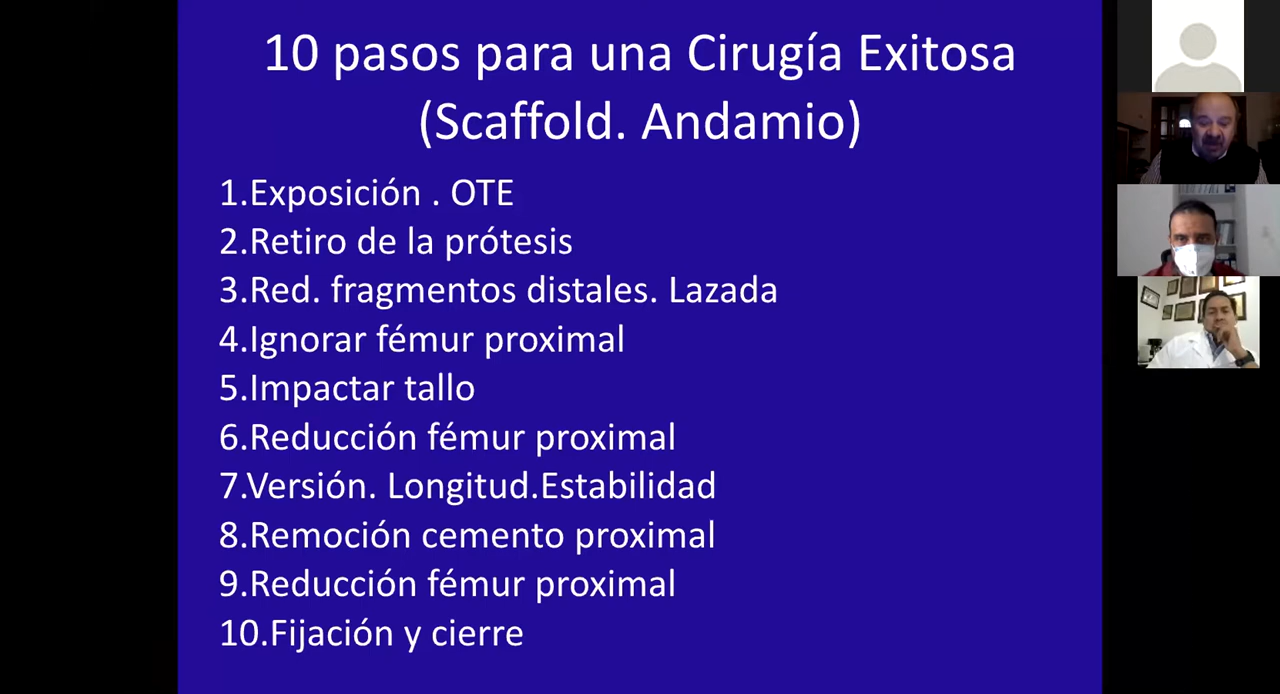 10 pasos para una Cirugía Exitosa
(Scaffold. Andamio)
1.Exposición . OTE
2.Retiro de la prótesis
3.Red. fragmentos distales. Lazada
4.Ignorar fémur proximal
5.Impactar tallo
6.Reducción fémur proximal
7.Versión. Longitud.Estabilidad
8.Remoción cemento proximal
9.Reducción fémur proximal
10.Fijación y cierre